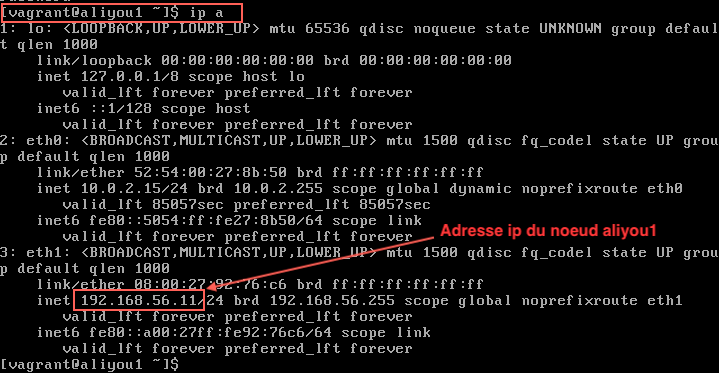 [vagrant@aliyou1 ~]$ ip a
1: lo: <LOOPBACK,UP,LOWER_UP> mtu 65536 qdisc noqueue state UNKNOWN group defaul
t qlen 1000
link/loopback 00:00:00:00:00:00 brd 00:00:00:00:00:00
inet 127.0.0.1/8 scope host lo
valid_lft forever preferred_lft forever
inet6 ::1/128 scope host
valid_lft forever preferred_lft forever
2: eth0: <BROADCAST,MULTICAST,UP,LOWER_UP> mtu 1500 qdisc fq_codel state UP grou
p default qlen 1000
link/ether 52:54:00:27:8b:50 brd ff:ff:ff:ff:ff:ff
inet 10.0.2.15/24 brd 10.0.2.255 scope global dynamic noprefixroute eth0
valid_lft 85057sec preferred_lft 85057sec
inet6 fe80::5054:ff:fe27:8b50/64 scope link
valid_lft forever preferred_lft forever
Adresse ip du noeud aliyou1
3: eth1: <BROADCAST,MULTICAST,UP,LOWER_UP> mtu 1500 qdisc fq_codel state UP grou
p default qlen 1000
link/ether 08:00:27:92:76:c6 brd ff:ff:ff:ff:ff:ff
inet 192.168.56.11/24 brd 192.168.56.255 scope global noprefixroute eth1
valid_lft forever preferred_lft forever
inet6 fe80::a00:27ff:fe92:76c6/64 scope link
valid_lft forever preferred_lft forever
[vagrant@aliyou1 ~]$